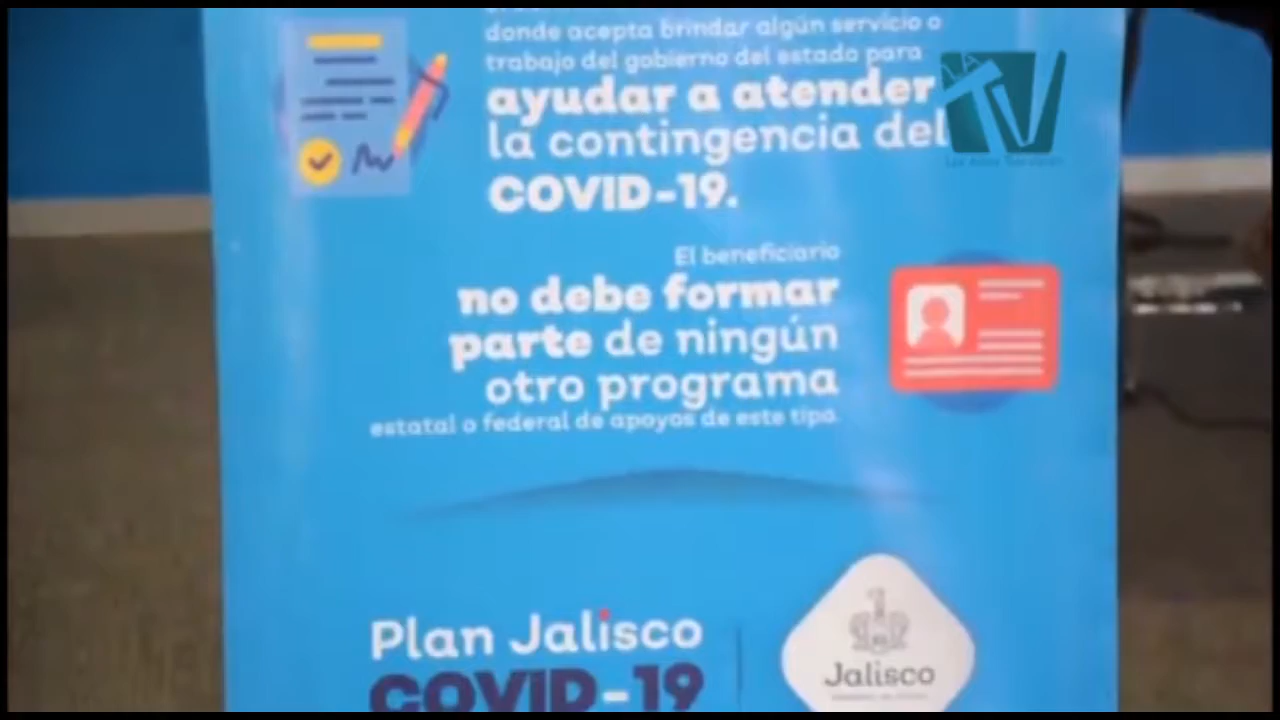 donde acepta brindar algún servicio o
trabajo del gobierno del estado para
ayudar a atender
la contingencia del
COVID-19.
LA
TV
El beneficiario
no debe formar
parte de ningún
otro programa
estatal o federal de apoyos de este tipo.
Plan Jalisco
COVID-19
Jalisco